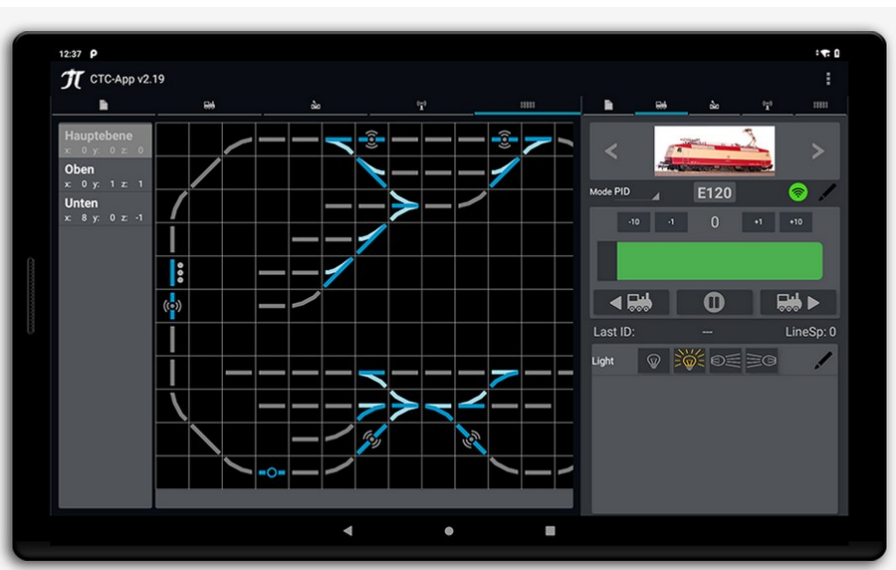 12:37
CTC-App v2.19
Hauptebene
x: 0 y: 0 z: 0
Oben
x: 0 y: 1 z: 1
Unten
x: 8 y: 0 z: -1
Mode PID
E120
-10 -1 0 +1 +10
Last ID: --- LineSp: 0
Light